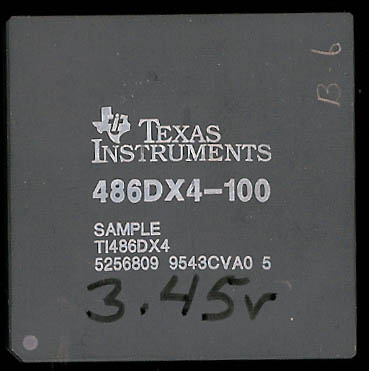 B-6
TEXAS
INSTRUMENTS
486DX4-100
SAMPLE
TI486DX4
5256809 9543CVA0 5
3.45v